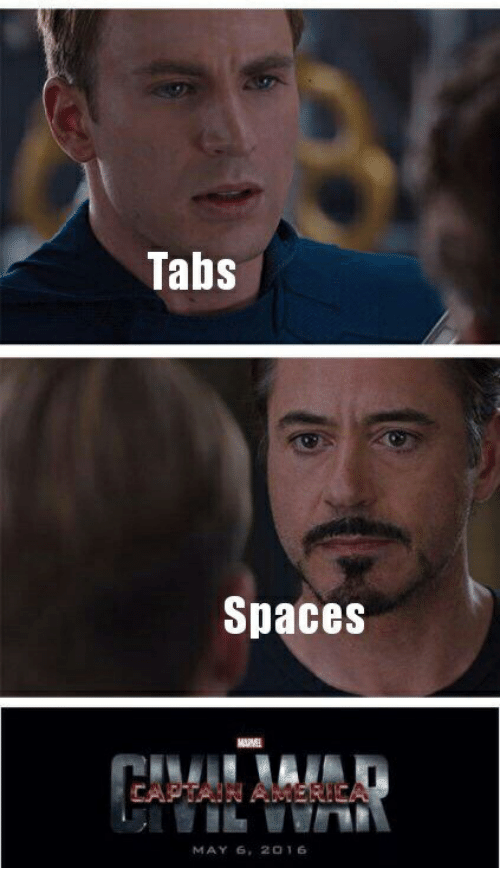 Tabs
Spaces
MARVEL
CIVIL WAR
CAPTAIN AMERICA
MAY 6, 2016